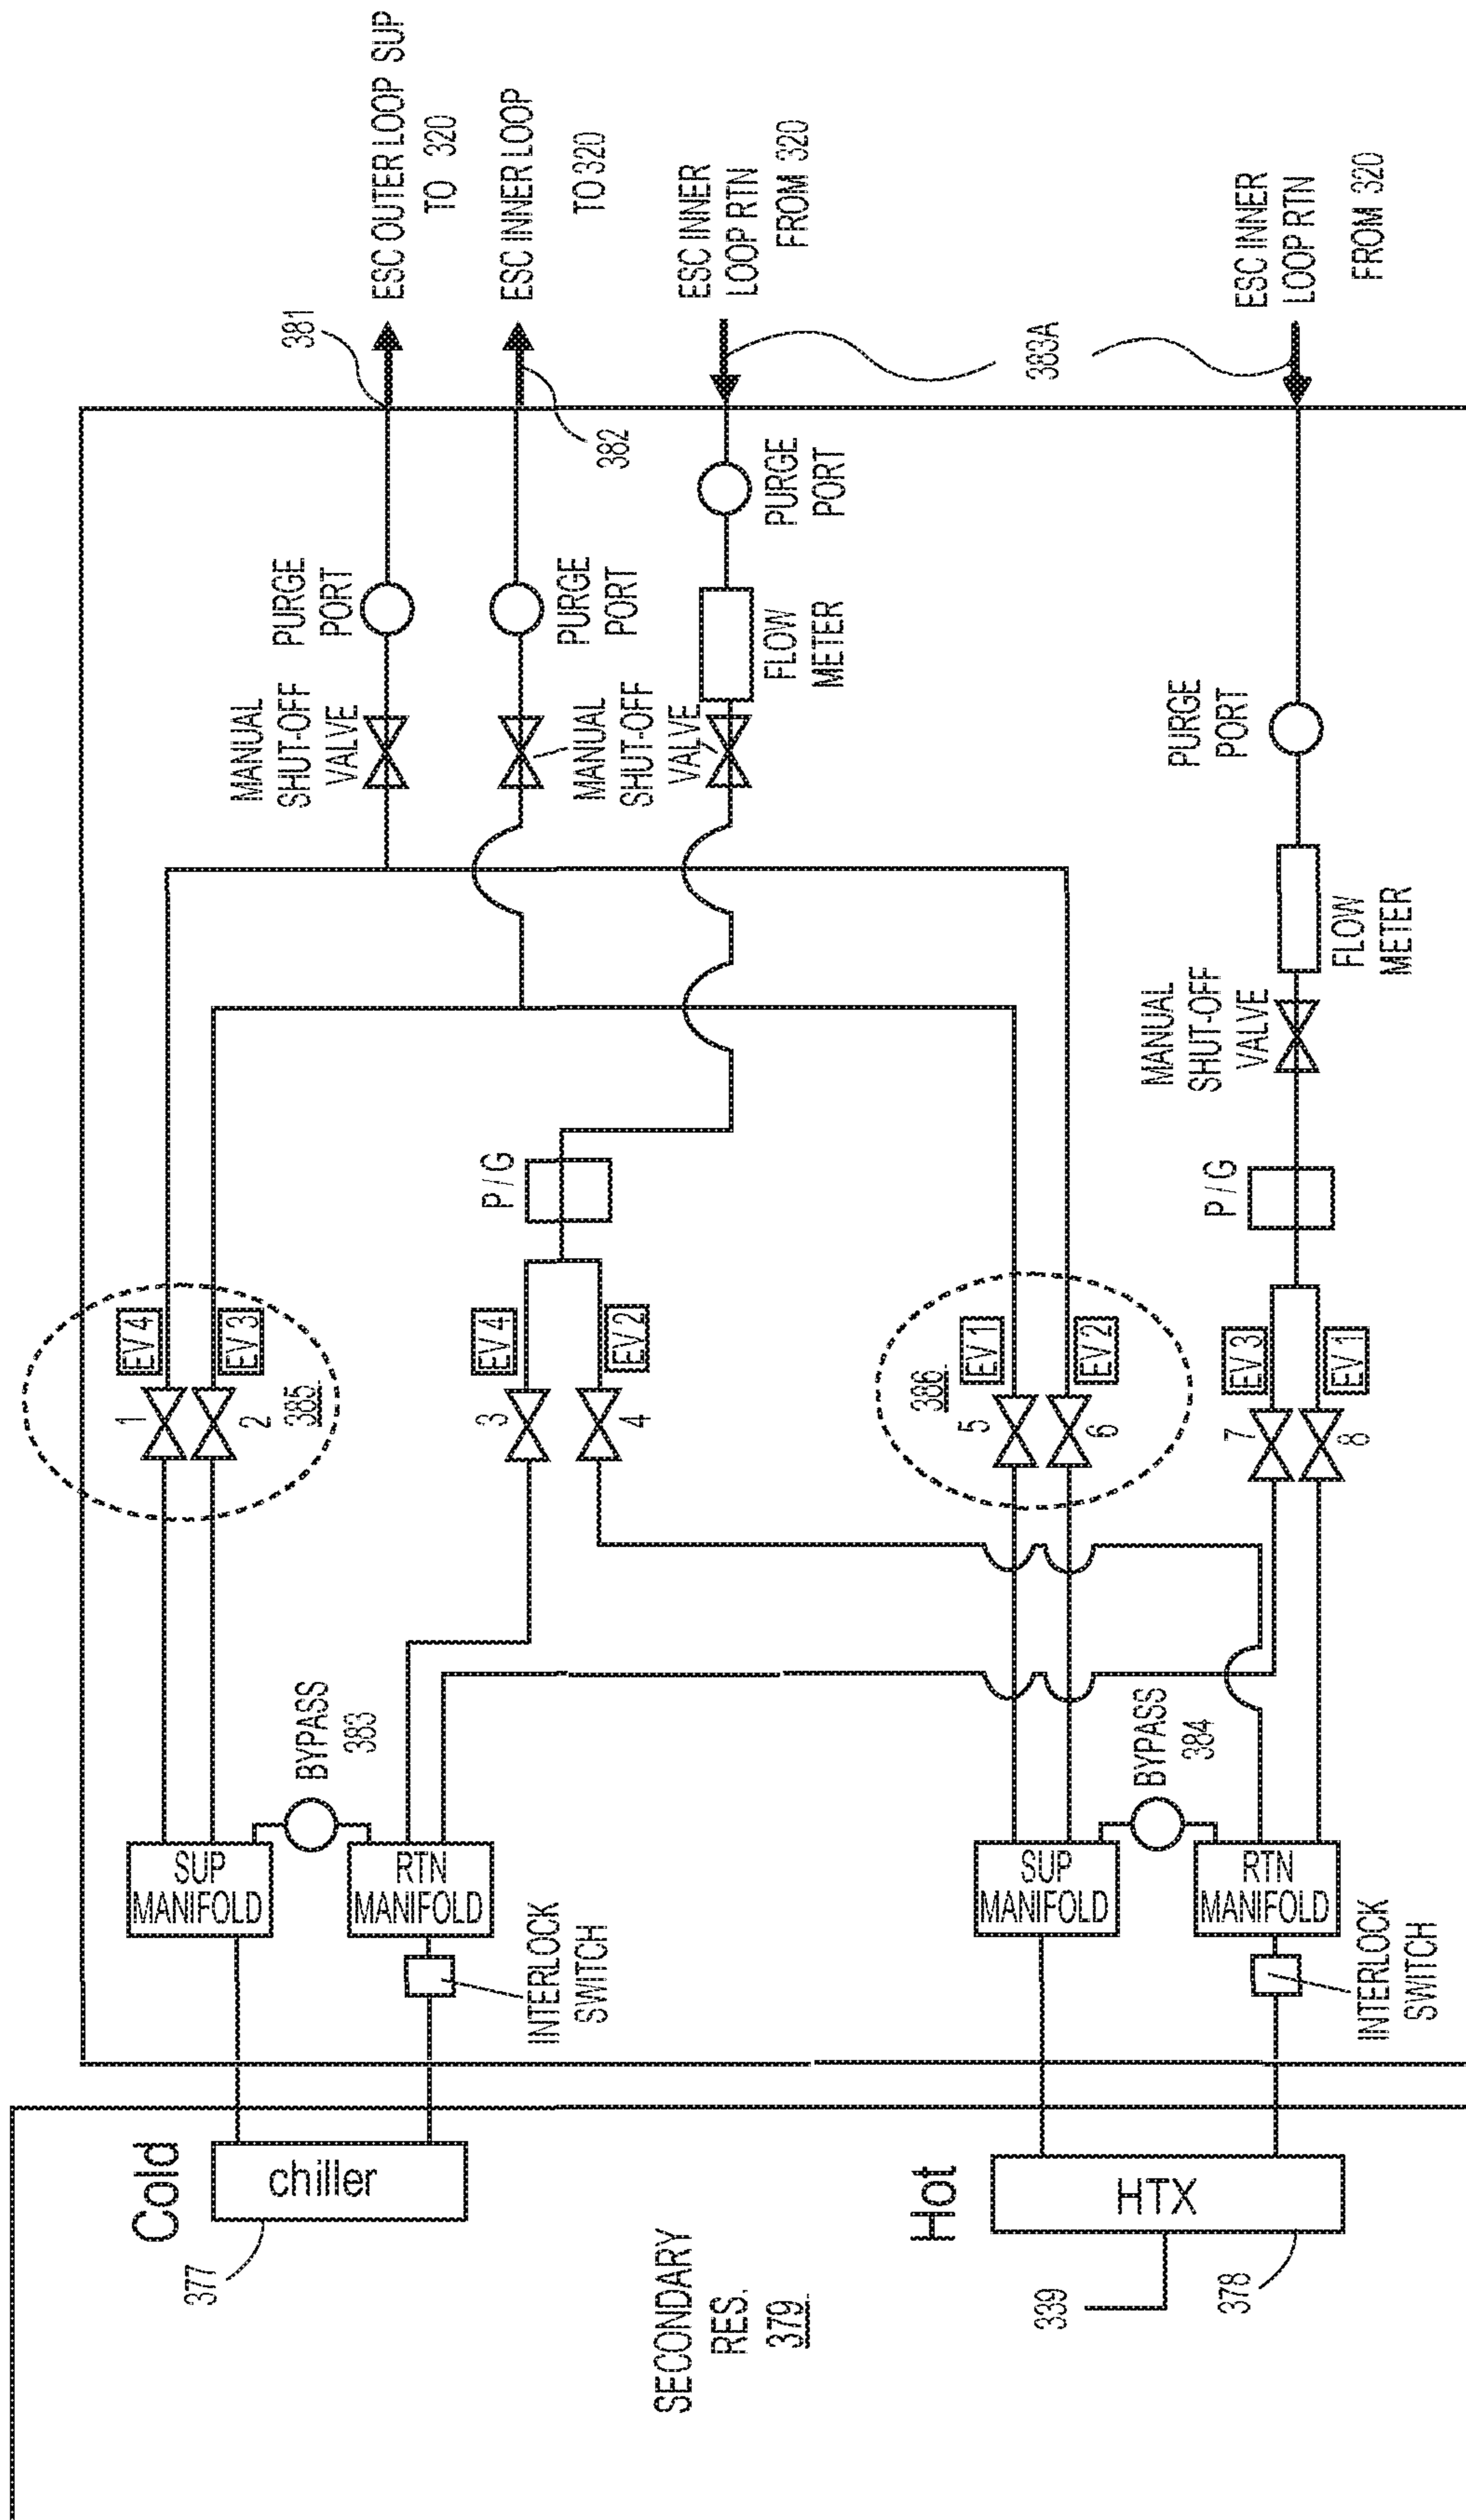 ESC OUTER LOOP SUP
TO 320
381
ESC INNER LOOP
TO 320
382
ESC INNER
LOOP RTN
FROM 320
383A
ESC INNER
LOOP RTN
FROM 320
PURGE
PORT
PURGE
PORT
PURGE
PORT
PURGE
PORT
MANUAL
SHUT-OFF
VALVE
MANUAL
SHUT-OFF
VALVE
FLOW
METER
MANUAL
SHUT-OFF
VALVE
FLOW
METER
P / G
P / G
EV 4
EV 3
1
2
385
EV 4
EV 2
3
4
EV 1
EV 2
386
5
6
EV 3
EV 1
7
8
BYPASS
383
BYPASS
384
SUP
MANIFOLD
RTN
MANIFOLD
SUP
MANIFOLD
RTN
MANIFOLD
INTERLOCK
SWITCH
INTERLOCK
SWITCH
Cold
chiller
377
SECONDARY
RES.
379
Hot
HTX
339
378